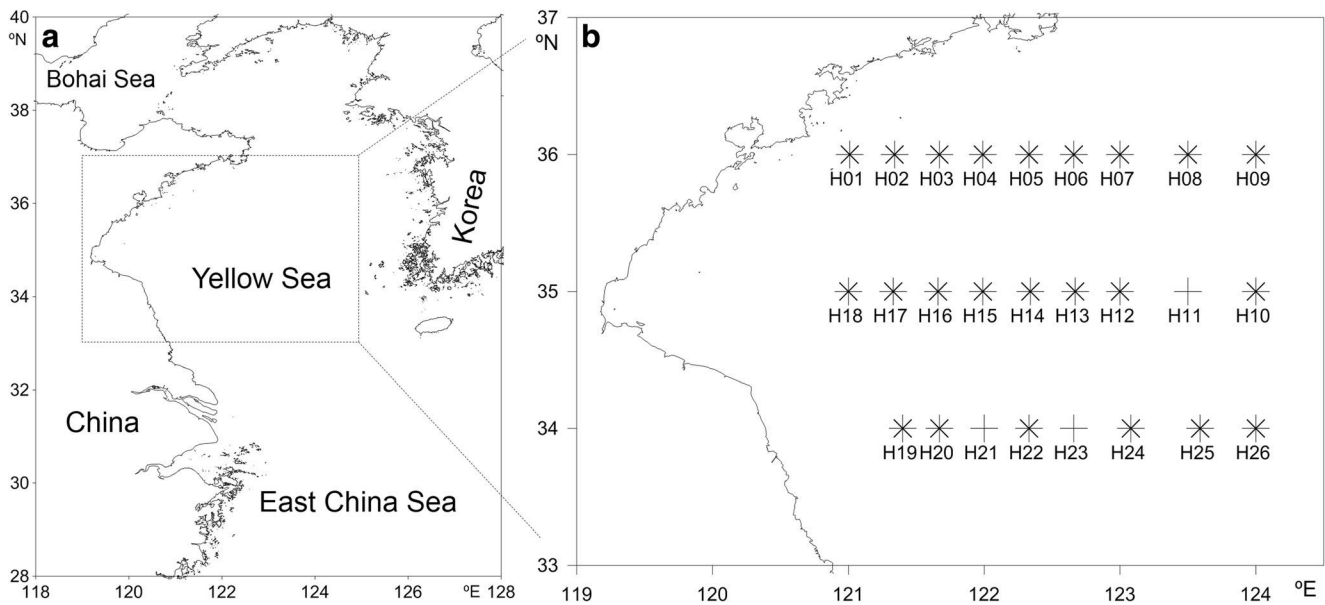 a
40
ºN
38
36
34
32
30
28
118
120
122
124
126
ºE
128
Bohai Sea
Korea
Yellow Sea
China
East China Sea
b
37
ºN
36
35
34
33
119
120
121
122
123
124
ºE
H01 H02 H03 H04 H05 H06 H07 H08 H09
H18 H17 H16 H15 H14 H13 H12 H11 H10
H19 H20 H21 H22 H23 H24 H25 H26